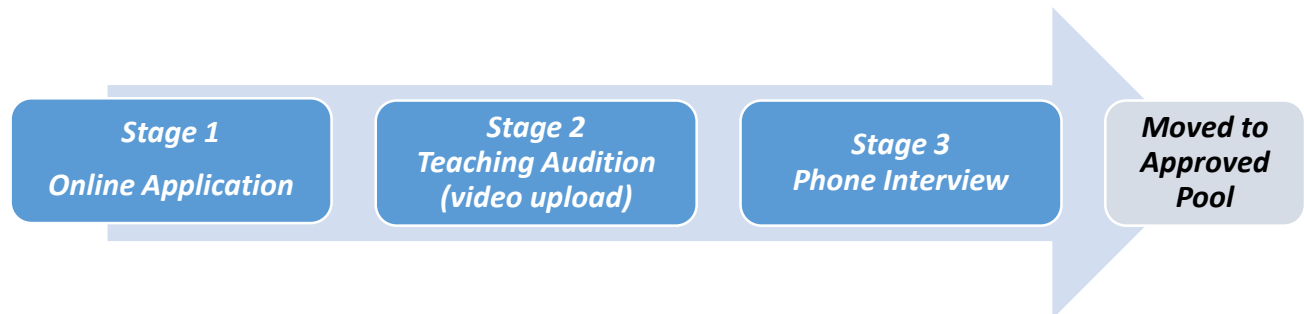 Stage 1
Online Application
Stage 2
Teaching Audition
(video upload)
Stage 3
Phone Interview
Moved to
Approved
Pool